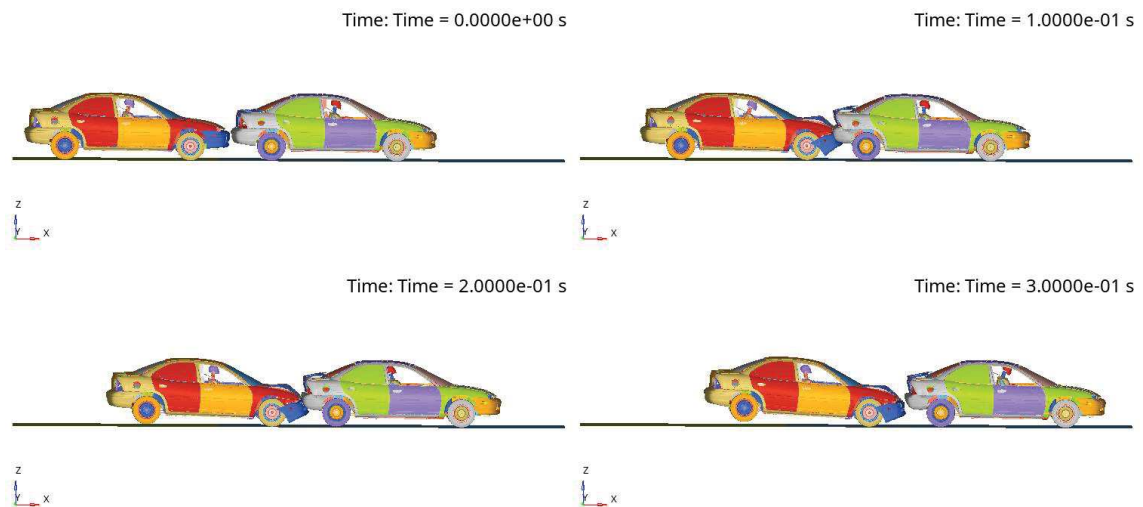 Time: Time = 0.0000e+00 s
Time: Time = 1.0000e-01 s
Z
Y X
Z
Y X
Time: Time = 2.0000e-01 s
Time: Time = 3.0000e-01 s
Z
Y X
Z
Y X